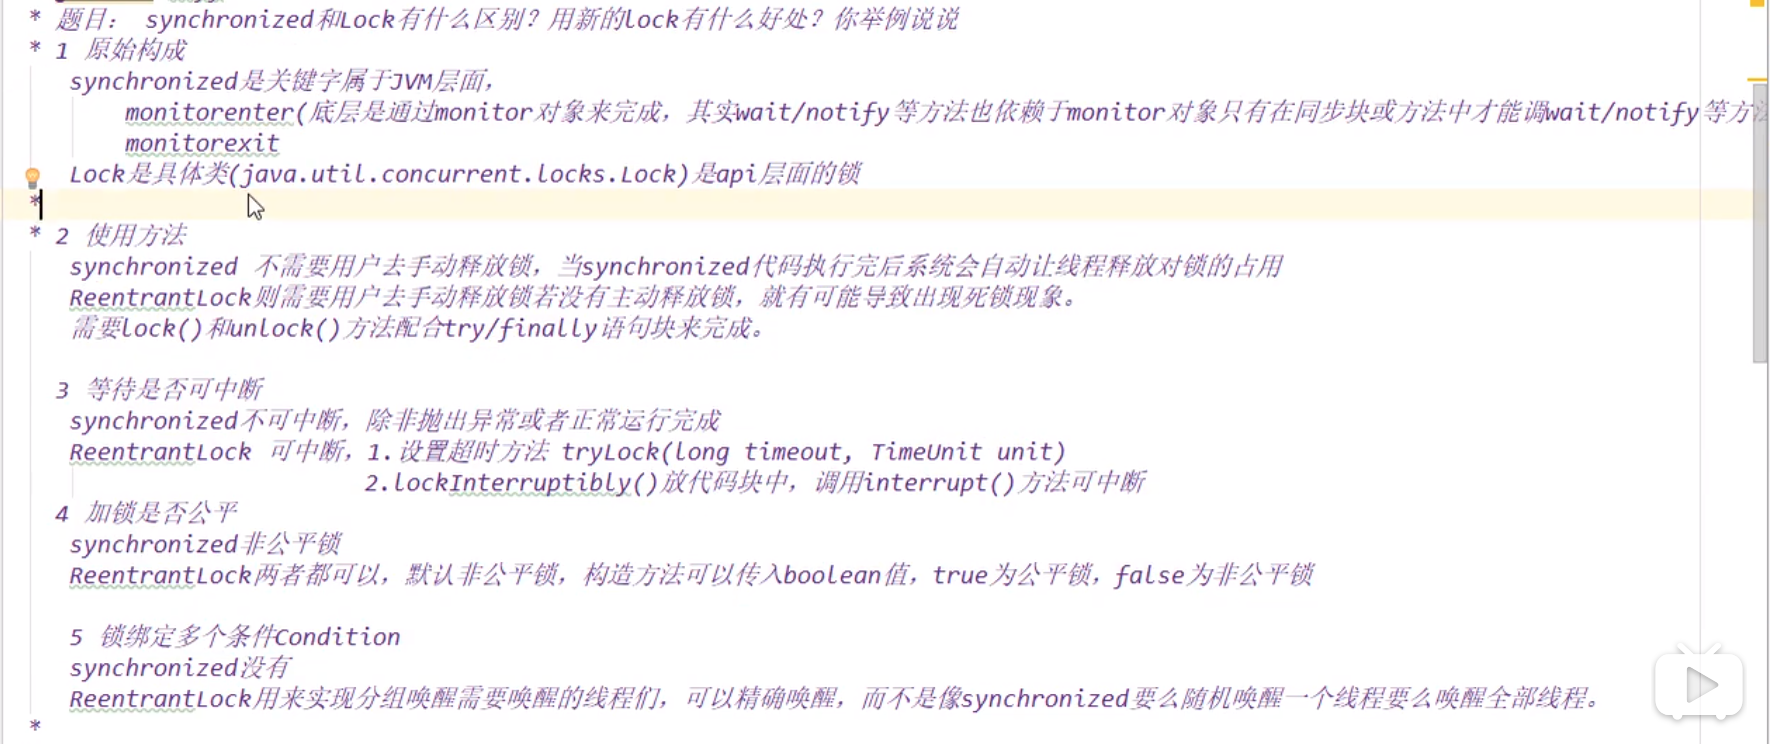 * 题目： synchronized和Lock有什么区别？用新的lock有什么好处？你举例说说
* 1 原始构成
synchronized是关键字属于JVM层面，
monitorenter(底层是通过monitor对象来完成，其实wait/notify等方法也依赖于monitor对象只有在同步块或方法中才能调wait/notify等方法
monitorexit
Lock是具体类(java.util.concurrent.locks.Lock)是api层面的锁
*
* 2 使用方法
synchronized 不需要用户去手动释放锁，当synchronized代码执行完后系统会自动让线程释放对锁的占用
ReentrantLock则需要用户去手动释放锁若没有主动释放锁，就有可能导致出现死锁现象。
需要lock()和unlock()方法配合try/finally语句块来完成。
3 等待是否可中断
synchronized不可中断，除非抛出异常或者正常运行完成
ReentrantLock 可中断，1.设置超时方法 tryLock(long timeout, TimeUnit unit)
2.lockInterruptibly()放代码块中，调用interrupt()方法可中断
4 加锁是否公平
synchronized非公平锁
ReentrantLock两者都可以，默认非公平锁，构造方法可以传入boolean值，true为公平锁，false为非公平锁
5 锁绑定多个条件Condition
synchronized没有
ReentrantLock用来实现分组唤醒需要唤醒的线程们，可以精确唤醒，而不是像synchronized要么随机唤醒一个线程要么唤醒全部线程。
*